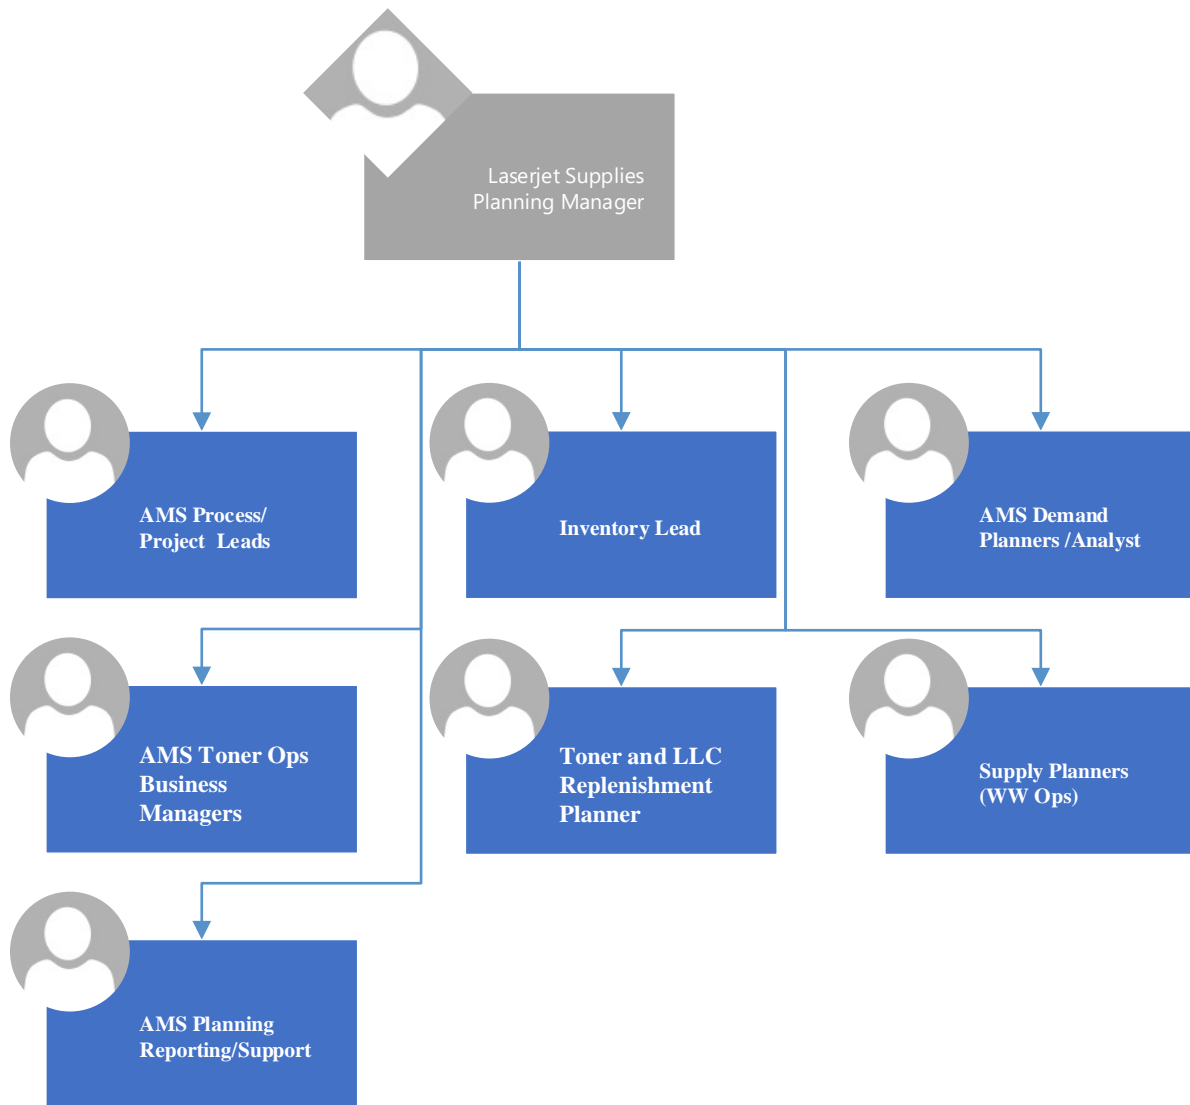 Laserjet Supplies
Planning Manager
AMS Process/
Project Leads
Inventory Lead
AMS Demand
Planners /Analyst
AMS Toner Ops
Business
Managers
Toner and LLC
Replenishment
Planner
Supply Planners
(WW Ops)
AMS Planning
Reporting/Support